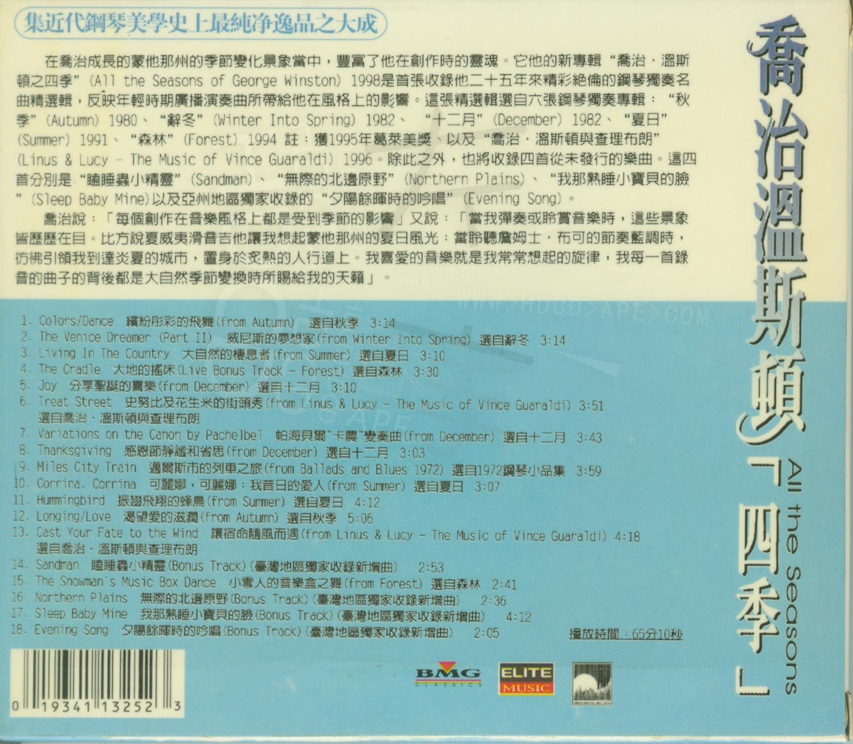 集近代鋼琴美學史上最純净逸品之大成
在喬治成長的蒙他那州的季節變化景象當中，豐富了他在創作時的靈魂。它他的新專輯“喬治·溫斯
頓之四季”(All the Seasons of George Winston) 1998是首張收錄他二十五年來精彩絶倫的鋼琴獨奏名
曲精選輯，反映年輕時期廣播演奏曲所帶給他在風格上的影響。這張精選輯選自六張鋼琴獨奏專輯：“秋
季”(Autumn) 1980、“辭冬”(Winter Into Spring) 1982、 “十二月”(December) 1982、“夏日”
(Summer) 1991、“森林”(Forest) 1994 註：獲1995年葛萊美獎，以及“喬治·溫斯頓與查理布朗”
(Linus & Lucy - The Music of Vince Guaraldi) 1996。除此之外，也將收錄四首從未發行的樂曲。這四
首分別是“瞌睡蟲小精靈”(Sandman)、“無際的北邊原野”(Northern Plains)、“我那熟睡小寶貝的臉
”(Sleep Baby Mine)以及亞州地區獨家收錄的“夕陽餘暉時的吟唱”(Evening Song)。
喬治說：「每個創作在音樂風格上都是受到季節的影響」又說：「當我彈奏或聆賞音樂時，這些景象
皆歷歷在目。比方說夏威夷滑音吉他讓我想起蒙他那州的夏日風光；當聆聽詹姆士·布可的節奏藍調時，
彷彿引領我到達炎夏的城市，置身於炙熱的人行道上。我喜愛的音樂就是我常常想起的旋律，我每一首錄
音的曲子的背後都是大自然季節變換時所賜給我的天籟」。
1. Colors/Dance 繽紛彤彩的飛舞(from Autumn) 選自秋季 3:14
2. The Venice Dreamer (Part II) 威尼斯的夢想家(from Winter Into Spring) 選自辭冬 3:14
3. Living In The Country 大自然的棲息者(from Summer) 選自夏日 3:10
4. The Cradle 大地的搖床(Live Bonus Track - Forest) 選自森林 3:30
5. Joy 分享聖誕的喜樂(from December) 選自十二月 3:10
6. Treat Street 史努比及花生米的街頭秀(from Linus & Lucy - The Music of Vince Guaraldi) 3:51
選自喬治·溫斯頓與查理布朗
7. Variations on the Canon by Pachelbel 帕海貝爾“卡農”變奏曲(from December) 選自十二月 3:43
8. Thanksgiving 感恩節靜謐和省思(from December) 選自十二月 3:03
9. Miles City Train 邁爾斯市的列車之旅(from Ballads and Blues 1972) 選自1972鋼琴小品集 3:59
10. Corrina, Corrina 可麗娜，可麗娜：我昔日的愛人(from Summer) 選自夏日 3:07
11. Hummingbird 振翅飛翔的蜂鳥(from Summer) 選自夏日 4:12
12. Longing/Love 渴望愛的滋潤(from Autumn) 選自秋季 5:06
13. Cast Your Fate to the Wind 讓宿命隨風而遇(from Linus & Lucy - The Music of Vince Guaraldi) 4:18
選自喬治·溫斯頓與查理布朗
14. Sandman 瞌睡蟲小精靈(Bonus Track)(臺灣地區獨家收錄新增曲) 2:53
15. The Snowman's Music Box Dance 小雪人的音樂盒之舞(from Forest) 選自森林 2:41
16 Northern Plains 無際的北邊原野(Bonus Track)(臺灣地區獨家收錄新增曲) 2:36
17. Sleep Baby Mine 我那熟睡小寶貝的臉(Bonus Track)(臺灣地區獨家收錄新增曲) 4:12
18. Evening Song 夕陽餘暉時的吟唱(Bonus Track)(臺灣地區獨家收錄新增曲) 2:05
播放時間：65分10秒
喬治溫斯頓「四季」
All the Seasons
0 19341 13252 3
BMG
CLASSICS
ELITE
MUSIC